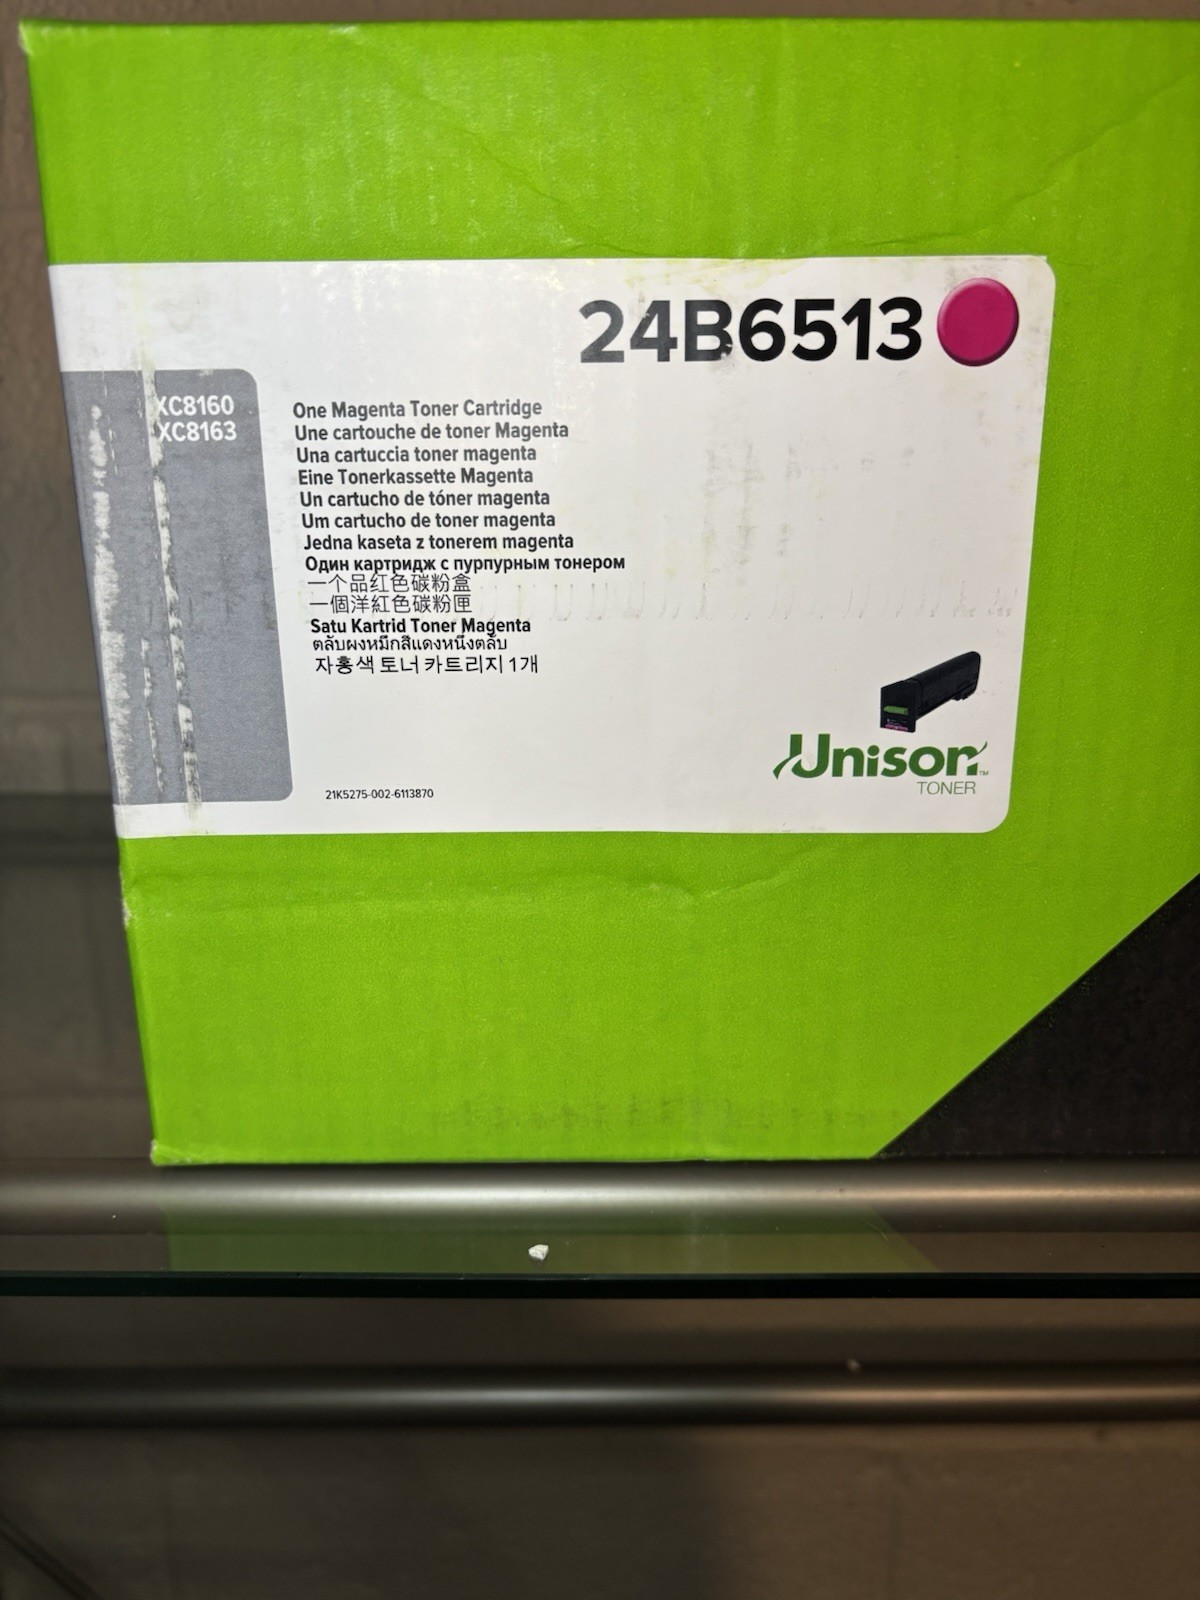 24B6513
XC8160
XC8163
One Magenta Toner Cartridge
Une cartouche de toner Magenta
Una cartuccia toner magenta
Eine Tonerkassette Magenta
Un cartucho de tóner magenta
Um cartucho de toner magenta
Jedna kaseta z tonerem magenta
Один картридж с пурпурным тонером
一个品红色碳粉盒
一個洋紅色碳粉匣
Satu Kartrid Toner Magenta
ตลับผงหมึกสีแดงหนึ่งตลับ
자홍색 토너 카트리지 1개
Unison™
TONER
21K5275-002-6113870